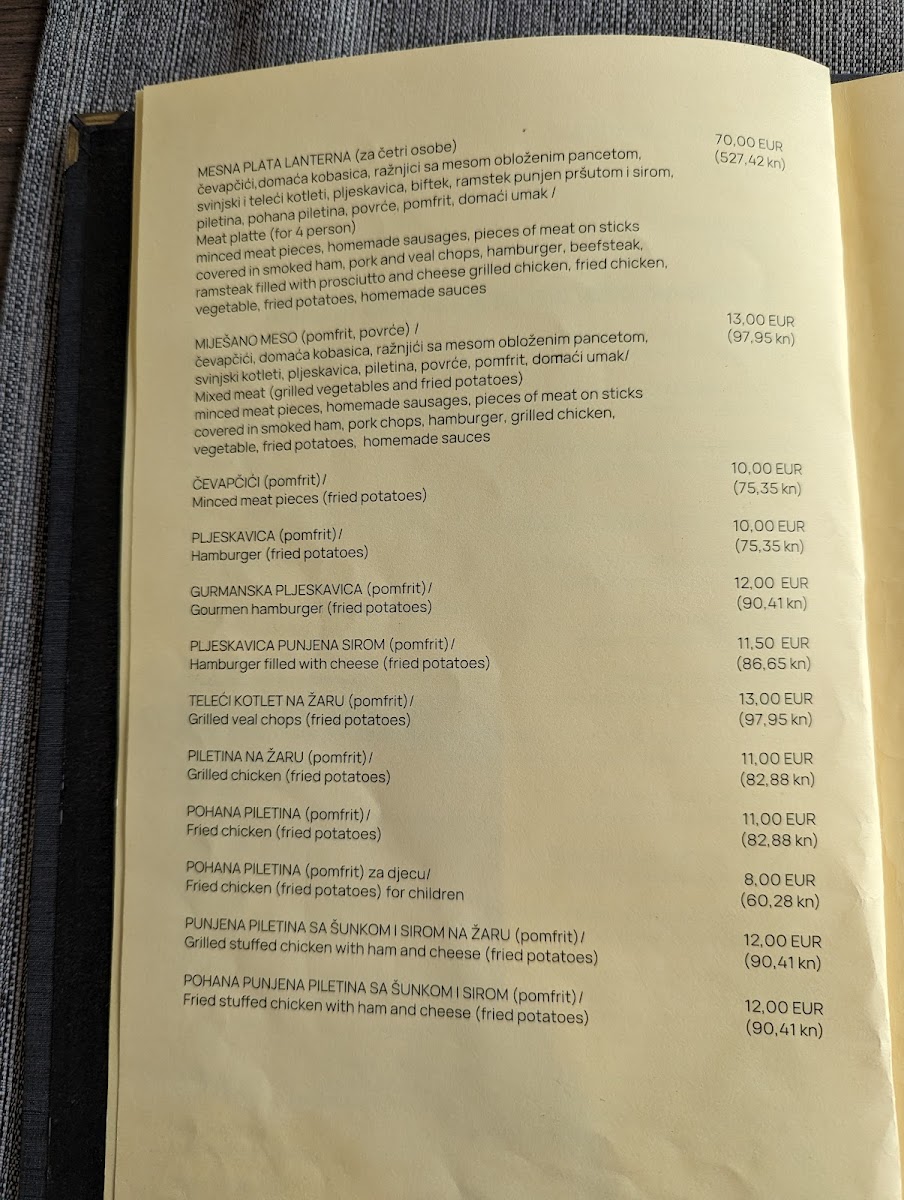 MESNA PLATA LANTERNA (za četri osobe)
70,00 EUR
(527,42 kn)
čevapčići,domaća kobasica, ražnjici sa mesom obloženim pancetom,
svinjski i teleći kotleti, pljeskavica, biftek, ramstek punjen pršutom i sirom,
piletina, pohana piletina, povrće, pomfrit, domaći umak /
Meat platte (for 4 person)
minced meat pieces, homemade sausages, pieces of meat on sticks
covered in smoked ham, pork and veal chops, hamburger, beefsteak,
ramsteak filled with prosciutto and cheese grilled chicken, fried chicken,
vegetable, fried potatoes, homemade sauces
MIJEŠANO MESO (pomfrit, povrće) /
13,00 EUR
(97,95 kn)
čevapčići, domaća kobasica, ražnjići sa mesom obloženim pancetom,
svinjski kotleti, pljeskavica, piletina, povrće, pomfrit, domaći umak/
Mixed meat (grilled vegetables and fried potatoes)
minced meat pieces, homemade sausages, pieces of meat on sticks
covered in smoked ham, pork chops, hamburger, grilled chicken,
vegetable, fried potatoes, homemade sauces
ČEVAPČIĆI (pomfrit)/
10,00 EUR
Minced meat pieces (fried potatoes)
(75,35 kn)
PLJESKAVICA (pomfrit)/
10,00 EUR
Hamburger (fried potatoes)
(75,35 kn)
GURMANSKA PLJESKAVICA (pomfrit)/
12,00 EUR
Gourmen hamburger (fried potatoes)
(90,41 kn)
PLJESKAVICA PUNJENA SIROM (pomfrit)/
11,50 EUR
Hamburger filled with cheese (fried potatoes)
(86,65 kn)
TELEĆI KOTLET NA ŽARU (pomfrit)/
13,00 EUR
Grilled veal chops (fried potatoes)
(97,95 kn)
PILETINA NA ŽARU (pomfrit)/
11,00 EUR
Grilled chicken (fried potatoes)
(82,88 kn)
POHANA PILETINA (pomfrit)/
11,00 EUR
Fried chicken (fried potatoes)
(82,88 kn)
POHANA PILETINA (pomfrit) za djecu/
8,00 EUR
Fried chicken (fried potatoes) for children
(60,28 kn)
PUNJENA PILETINA SA ŠUNKOM I SIROM NA ŽARU (pomfrit)/
12,00 EUR
Grilled stuffed chicken with ham and cheese (fried potatoes)
(90,41 kn)
POHANA PUNJENA PILETINA SA ŠUNKOM I SIROM (pomfrit)/
12,00 EUR
Fried stuffed chicken with ham and cheese (fried potatoes)
(90,41 kn)